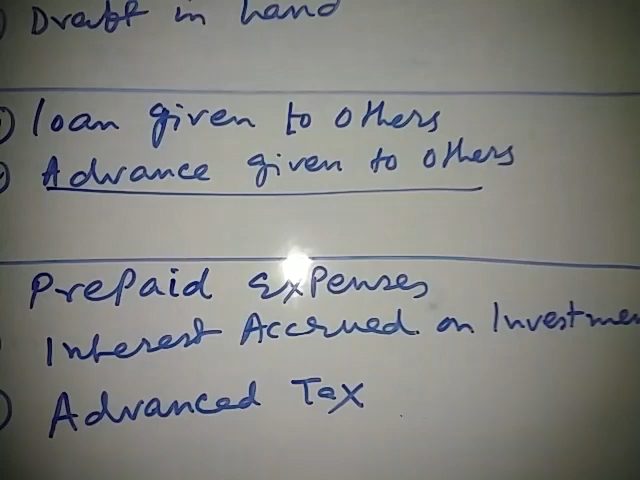 Draft in hand
loan given to others
Advance given to others
Prepaid expenses
Interest Accrued on Investmen
Advanced Tax